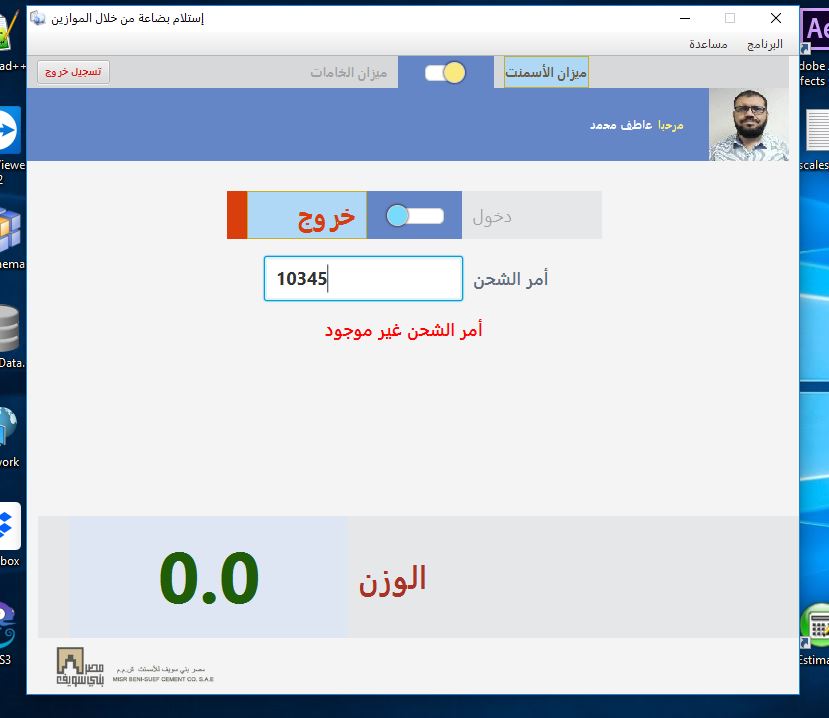 إستلام بضاعة من خلال الموازين
البرنامج مساعدة
ميزان الأسمنت
ميزان الخامات
تسجيل خروج
مرحبا عاطف محمد
دخول
خروج
أمر الشحن
10345
أمر الشحن غير موجود
الوزن
0.0
مصر بني سويف
مصر بني سويف للأسمنت ش.م.م
MISR BENI-SUEF CEMENT CO. S.A.E
ad++
iewe
2
nema
Data.
work
box
S3
Ae
dobe
ffects
scales
Estima